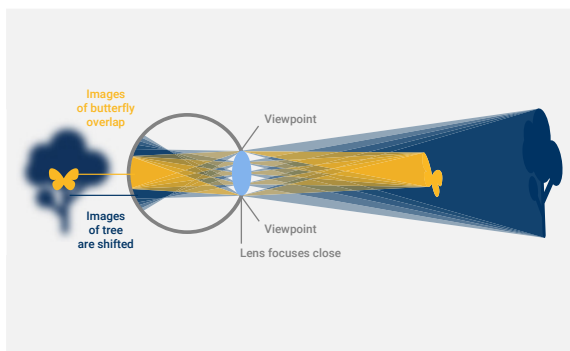 Images
of butterfly
overlap
Viewpoint
Images
of tree
are shifted
Viewpoint
Lens focuses close